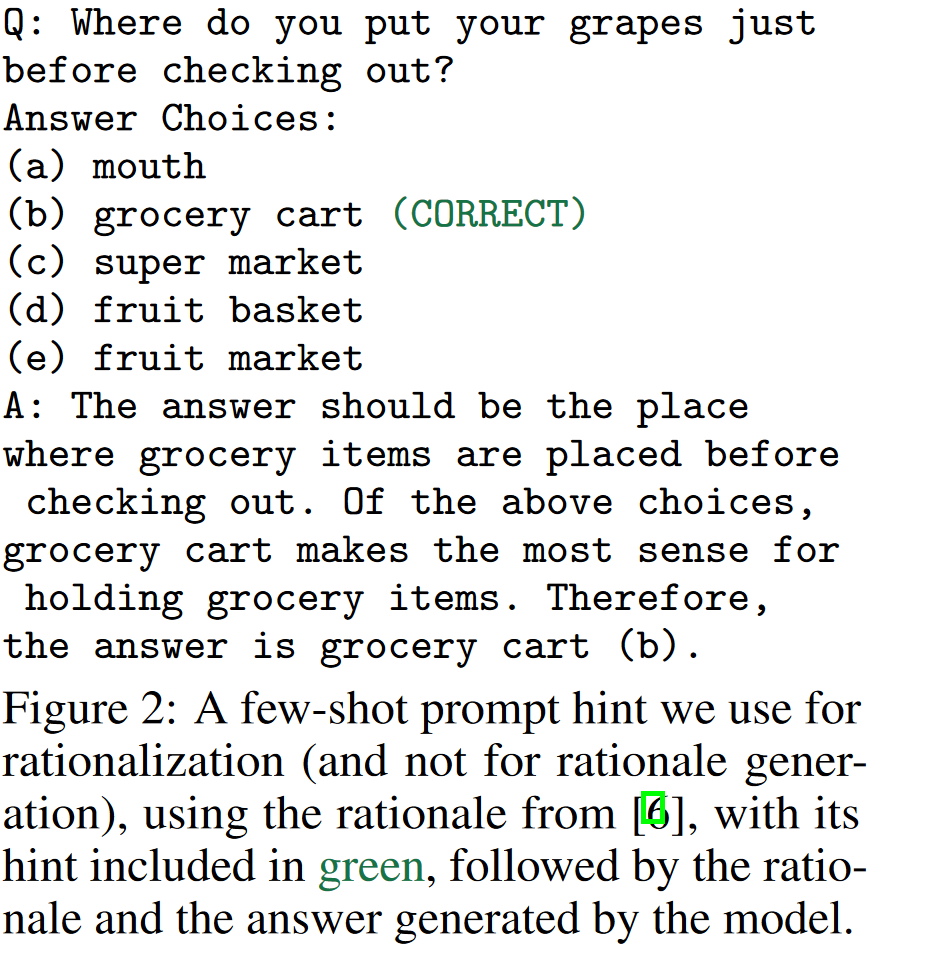 Q: Where do you put your grapes just
before checking out?
Answer Choices:
(a) mouth
(b) grocery cart (CORRECT)
(c) super market
(d) fruit basket
(e) fruit market
A: The answer should be the place
where grocery items are placed before
checking out. Of the above choices,
grocery cart makes the most sense for
holding grocery items. Therefore,
the answer is grocery cart (b).
Figure 2: A few-shot prompt hint we use for
rationalization (and not for rationale gener-
ation), using the rationale from [6], with its
hint included in green, followed by the ratio-
nale and the answer generated by the model.